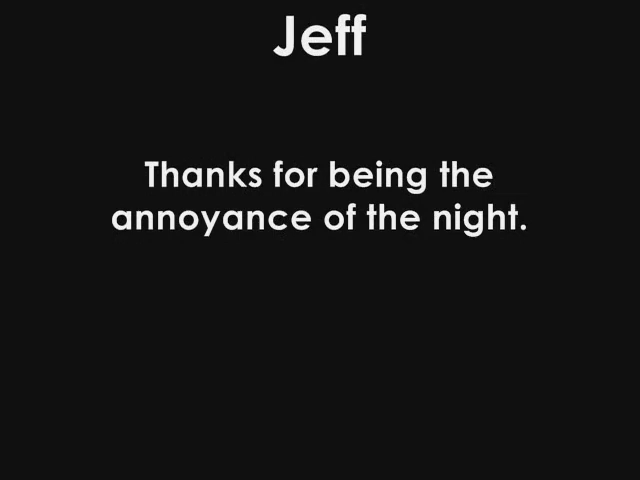 Jeff
Thanks for being the
annoyance of the night.